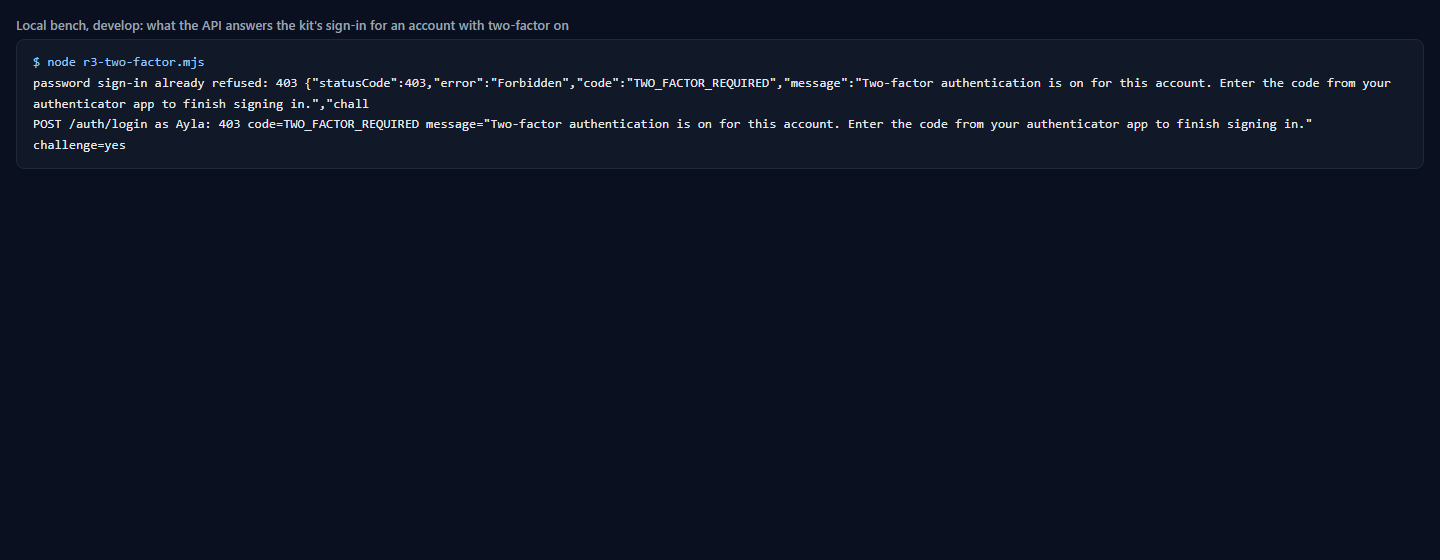 Local bench, develop: what the API answers the kit's sign-in for an account with two-factor on
$ node r3-two-factor.mjs
password sign-in already refused: 403 {"statusCode":403,"error":"Forbidden","code":"TWO_FACTOR_REQUIRED","message":"Two-factor authentication is on for this account. Enter the code from your
authenticator app to finish signing in.","chall
POST /auth/login as Ayla: 403 code=TWO_FACTOR_REQUIRED message="Two-factor authentication is on for this account. Enter the code from your authenticator app to finish signing in."
challenge=yes